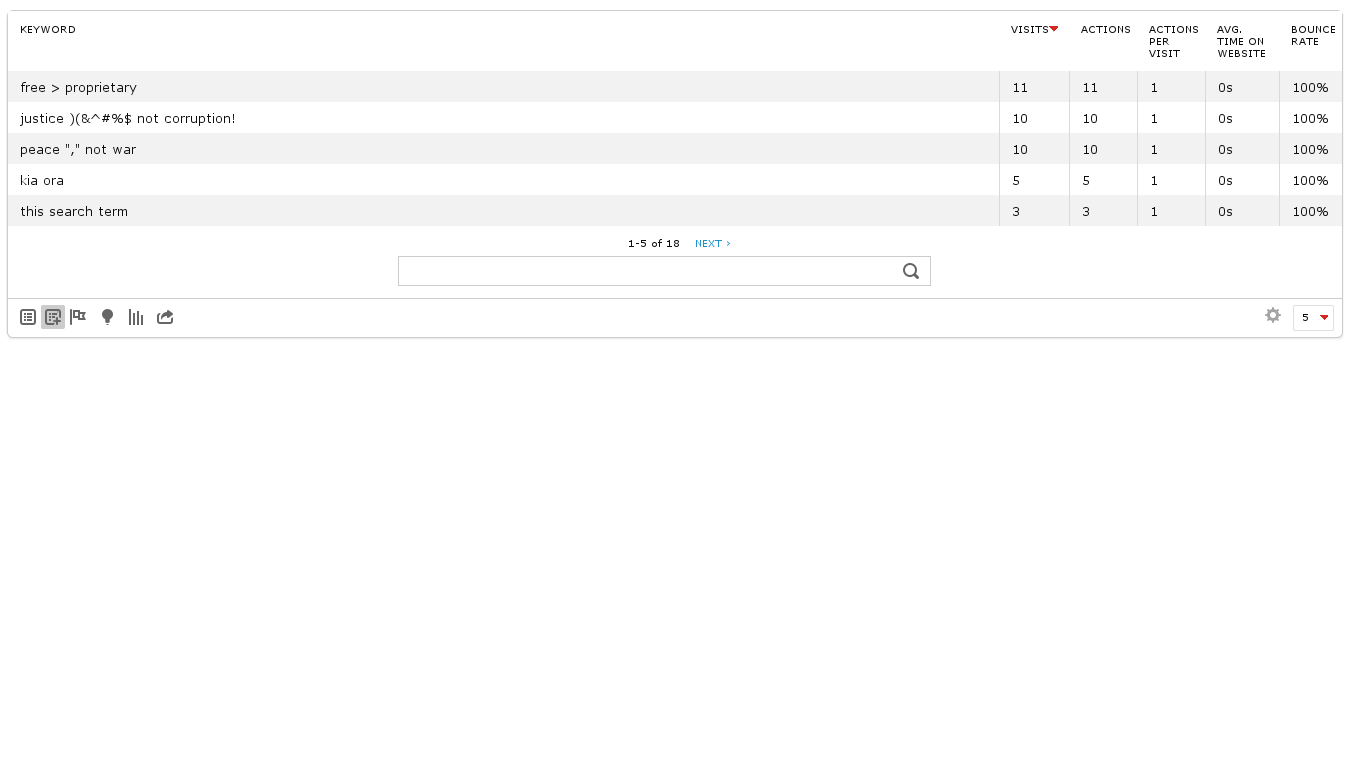 KEYWORD VISITS ACTIONS ACTIONS PER VISIT AVG. TIME ON WEBSITE BOUNCE RATE
free > proprietary 11 11 1 0s 100%
justice )(&^#%$ not corruption! 10 10 1 0s 100%
peace "," not war 10 10 1 0s 100%
kia ora 5 5 1 0s 100%
this search term 3 3 1 0s 100%
1-5 of 18 NEXT ›
5